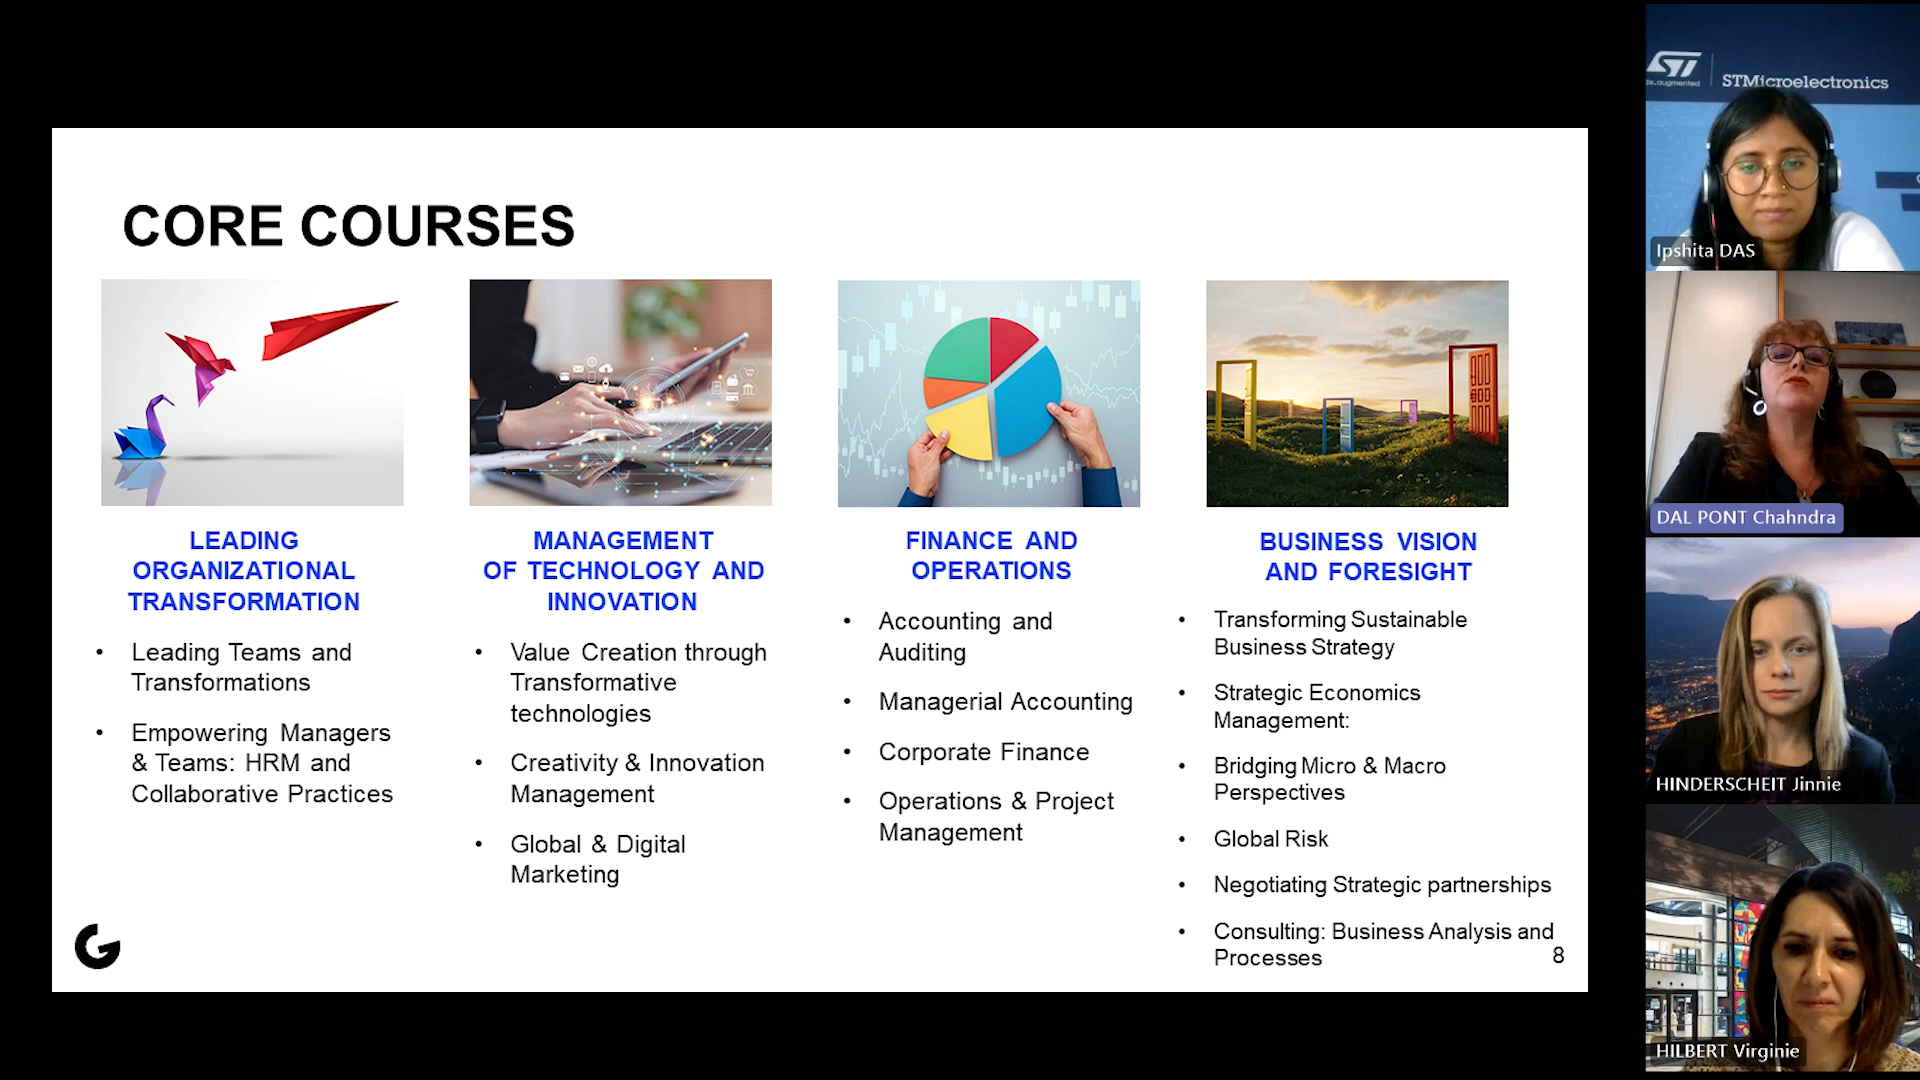 CORE COURSES
LEADING
ORGANIZATIONAL
TRANSFORMATION
• Leading Teams and
Transformations
• Empowering Managers
& Teams: HRM and
Collaborative Practices
MANAGEMENT
OF TECHNOLOGY AND
INNOVATION
• Value Creation through
Transformative
technologies
• Creativity & Innovation
Management
• Global & Digital
Marketing
FINANCE AND
OPERATIONS
• Accounting and
Auditing
• Managerial Accounting
• Corporate Finance
• Operations & Project
Management
BUSINESS VISION
AND FORESIGHT
• Transforming Sustainable
Business Strategy
• Strategic Economics
Management:
• Bridging Micro & Macro
Perspectives
• Global Risk
• Negotiating Strategic partnerships
• Consulting: Business Analysis and
Processes
8
ST
STMicroelectronics
Ipshita DAS
DAL PONT Chahndra
HINDERSCHEIT Jinnie
HILBERT Virginie